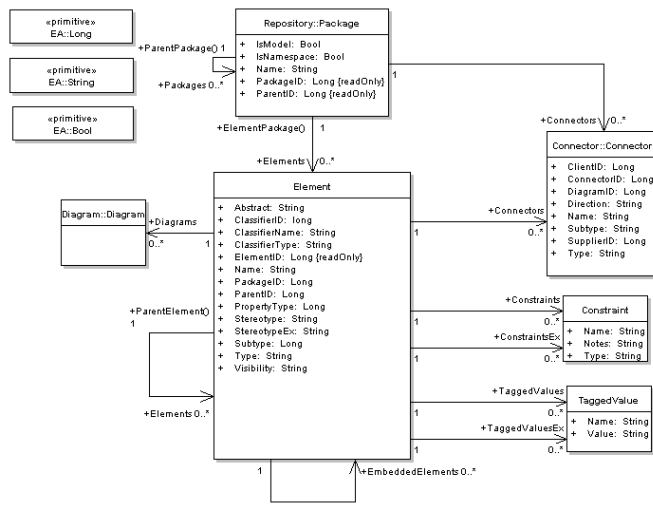 «primitive»
EA::Long
«primitive»
EA::String
«primitive»
EA::Bool
Repository::Package
+ IsModel: Bool
+ IsNamespace: Bool
+ Name: String
+ PackageID: Long {readOnly}
+ ParentID: Long {readOnly}
+ParentPackage() 1
+Packages 0..*
1
+ElementPackage() 1
+Connectors 0..*
+Elements 0..*
Connector::Connector
+ ClientID: Long
+ ConnectorID: Long
+ DiagramID: Long
+ Direction: String
+ Name: String
+ Subtype: String
+ SupplierID: Long
+ Type: String
Element
+ Abstract: String
+ ClassifierID: long
+ ClassifierName: String
+ ClassifierType: String
+ ElementID: Long {readOnly}
+ Name: String
+ PackageID: Long
+ ParentID: Long
+ PropertyType: Long
+ Stereotype: String
+ StereotypeEx: String
+ Subtype: Long
+ Type: String
+ Visibility: String
Diagram::Diagram
+Diagrams
0..* 1
+Connectors
1 0..*
+ParentElement()
1
+Elements 0..*
+Constraints
1 0..*
+ConstraintsEx
1 0..*
Constraint
+ Name: String
+ Notes: String
+ Type: String
+TaggedValues
1 0..*
+TaggedValuesEx
1 0..*
TaggedValue
+ Name: String
+ Value: String
1 +EmbeddedElements 0..*